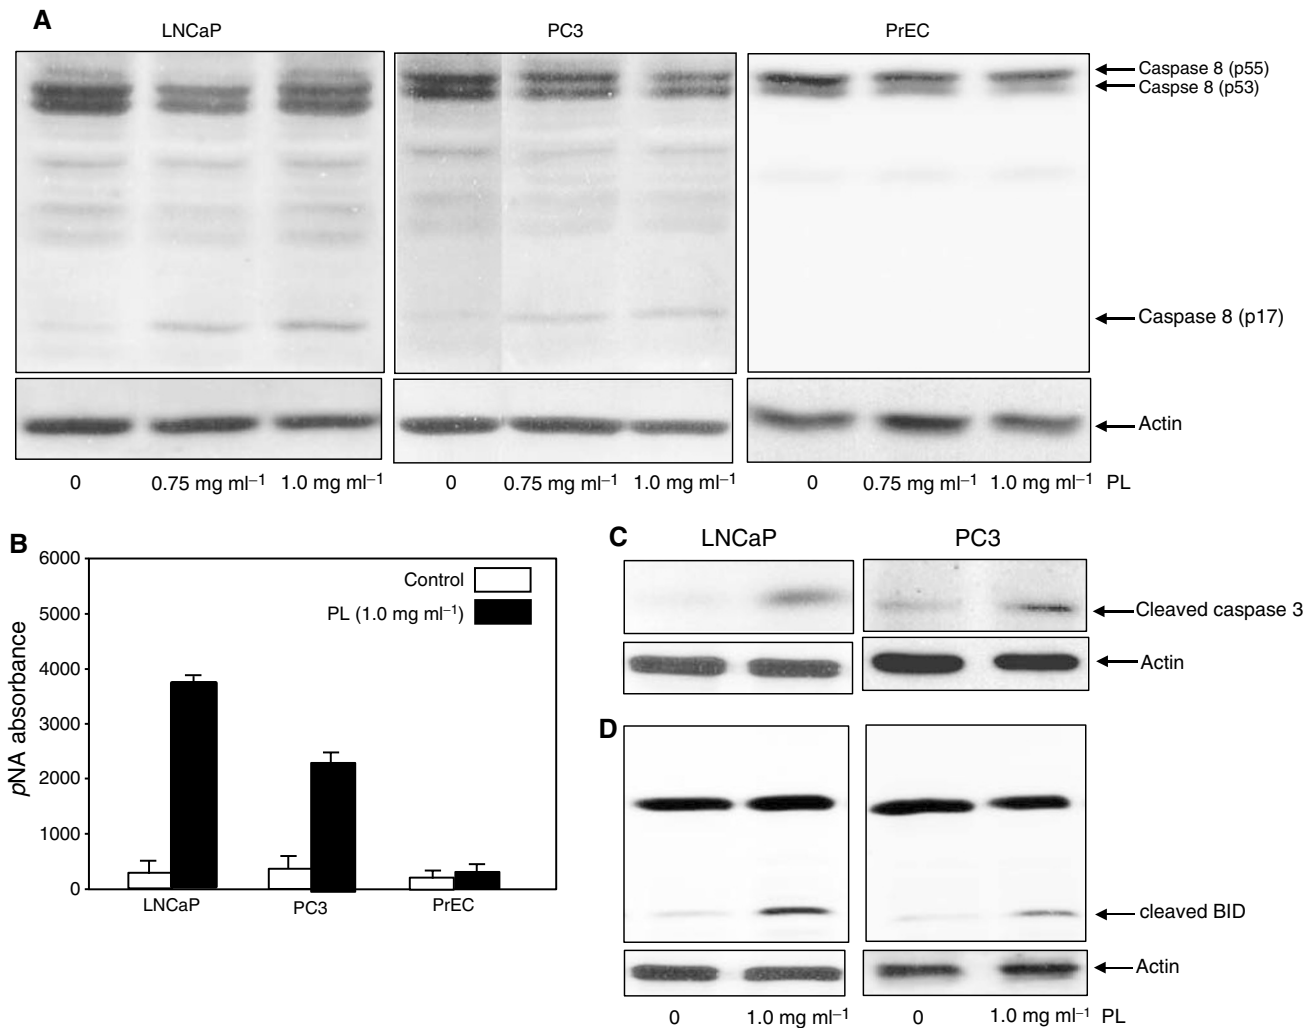 A
LNCaP PC3 PrEC
Caspase 8 (p55)
Caspse 8 (p53)
Caspase 8 (p17)
Actin
0 0.75 mg ml⁻¹ 1.0 mg ml⁻¹ 0 0.75 mg ml⁻¹ 1.0 mg ml⁻¹ 0 0.75 mg ml⁻¹ 1.0 mg ml⁻¹ PL
B
6000
5000
4000
3000
2000
1000
0
pNA absorbance
Control
PL (1.0 mg ml⁻¹)
LNCaP PC3 PrEC
C
LNCaP PC3
Cleaved caspase 3
Actin
D
cleaved BID
Actin
0 1.0 mg ml⁻¹ 0 1.0 mg ml⁻¹ PL